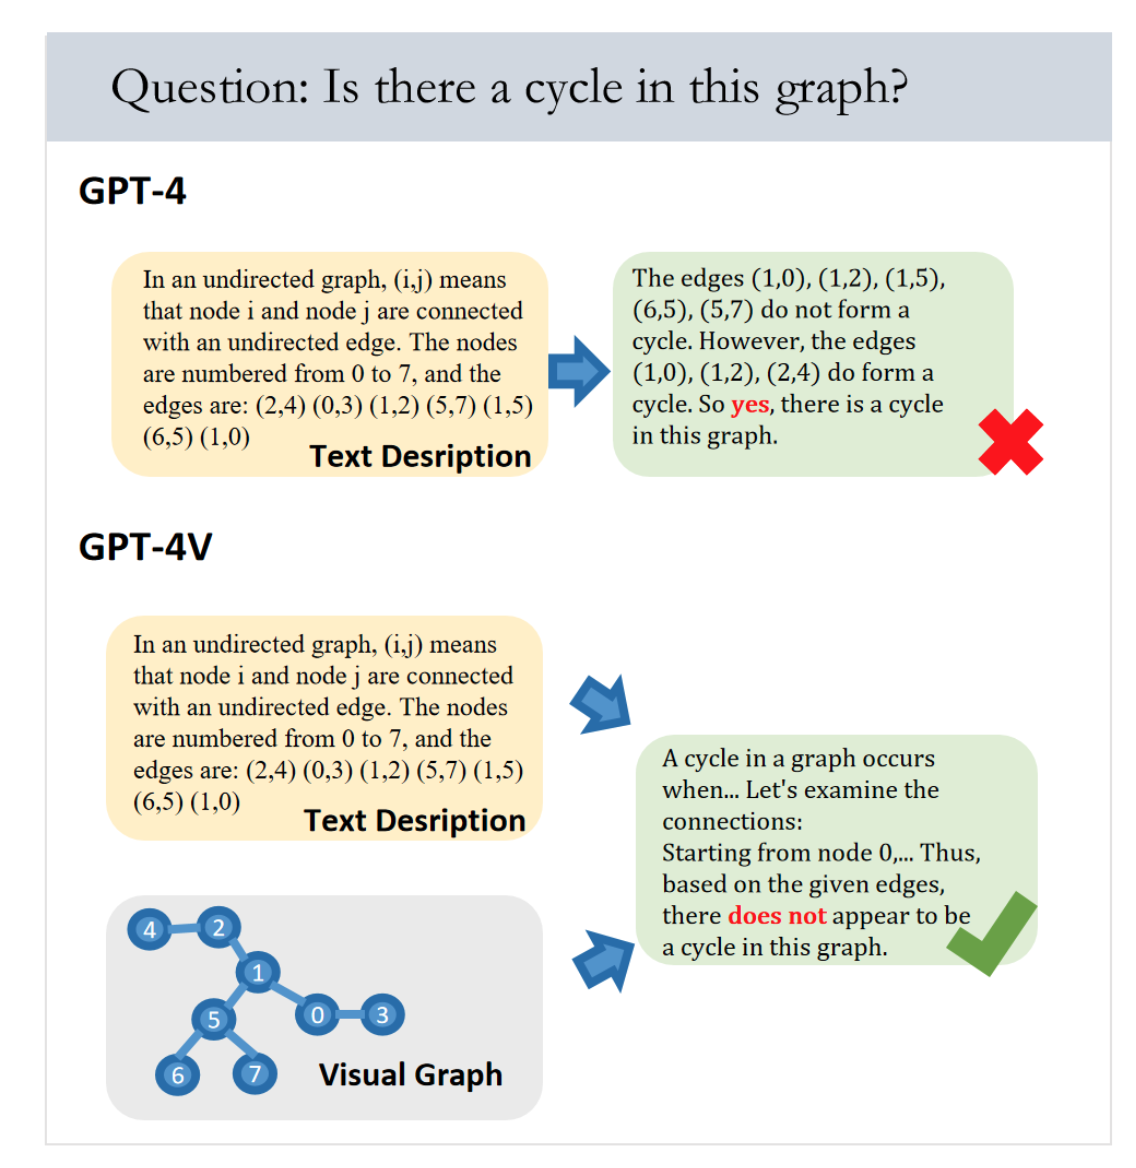 Question: Is there a cycle in this graph?
GPT-4
In an undirected graph, (i,j) means
that node i and node j are connected
with an undirected edge. The nodes
are numbered from 0 to 7, and the
edges are: (2,4) (0,3) (1,2) (5,7) (1,5)
(6,5) (1,0)
Text Desription
The edges (1,0), (1,2), (1,5),
(6,5), (5,7) do not form a
cycle. However, the edges
(1,0), (1,2), (2,4) do form a
cycle. So yes, there is a cycle
in this graph.
GPT-4V
In an undirected graph, (i,j) means
that node i and node j are connected
with an undirected edge. The nodes
are numbered from 0 to 7, and the
edges are: (2,4) (0,3) (1,2) (5,7) (1,5)
(6,5) (1,0)
Text Desription
4 2
1
5 0 3
6 7
Visual Graph
A cycle in a graph occurs
when... Let's examine the
connections:
Starting from node 0,... Thus,
based on the given edges,
there does not appear to be
a cycle in this graph.